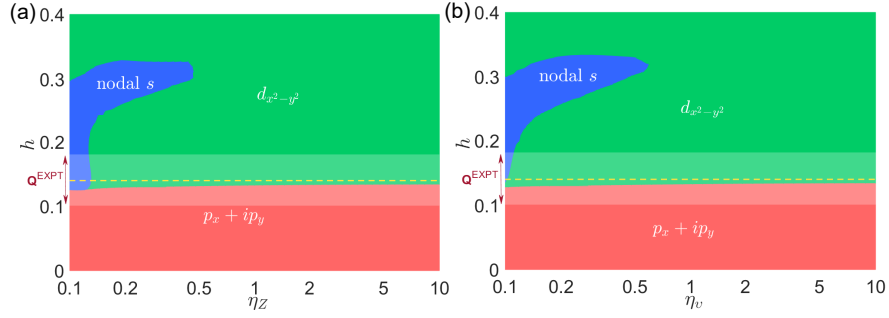 (a)
0.4
0.3
0.2
0.1
0
h
Q^EXPT
nodal s
d_{x²−y²}
p_x + ip_y
0.1 0.2 0.5 1 2 5 10
η_Z
(b)
0.4
0.3
0.2
0.1
0
h
Q^EXPT
nodal s
d_{x²−y²}
p_x + ip_y
0.1 0.2 0.5 1 2 5 10
η_υ